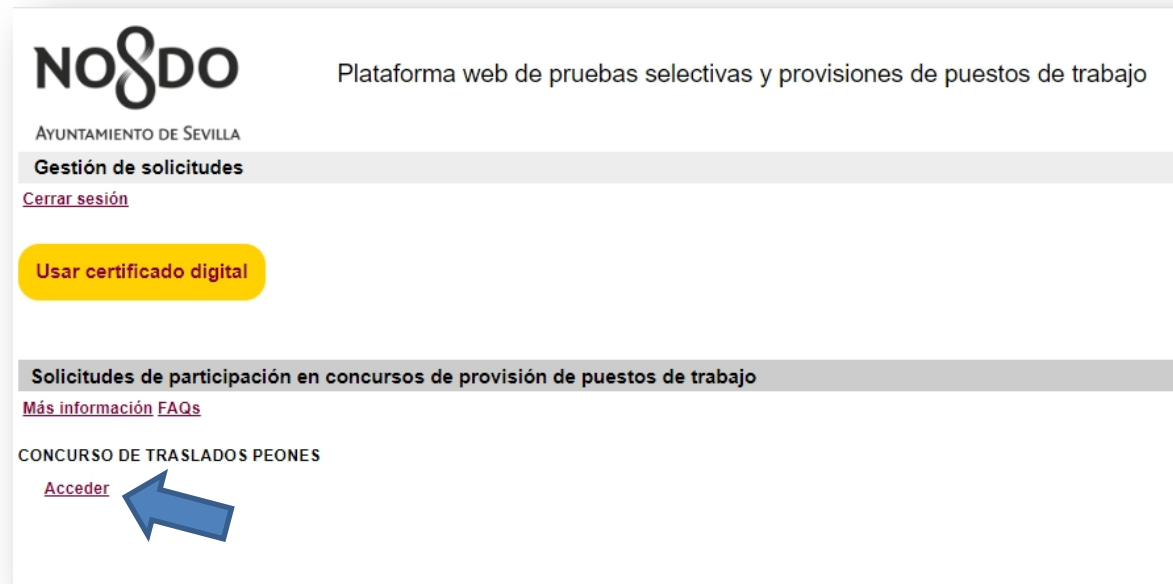 NO8DO
Plataforma web de pruebas selectivas y provisiones de puestos de trabajo
AYUNTAMIENTO DE SEVILLA
Gestión de solicitudes
Cerrar sesión
Usar certificado digital
Solicitudes de participación en concursos de provisión de puestos de trabajo
Más información FAQs
CONCURSO DE TRASLADOS PEONES
Acceder